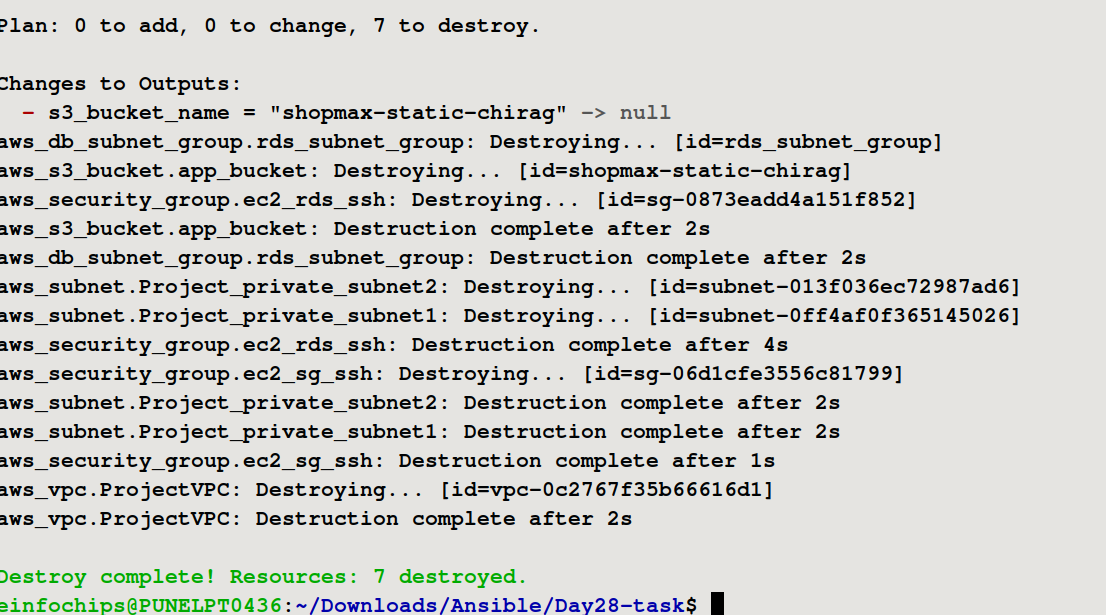 Plan: 0 to add, 0 to change, 7 to destroy.
Changes to Outputs:
- s3_bucket_name = "shopmax-static-chirag" -> null
aws_db_subnet_group.rds_subnet_group: Destroying... [id=rds_subnet_group]
aws_s3_bucket.app_bucket: Destroying... [id=shopmax-static-chirag]
aws_security_group.ec2_rds_ssh: Destroying... [id=sg-0873eadd4a151f852]
aws_s3_bucket.app_bucket: Destruction complete after 2s
aws_db_subnet_group.rds_subnet_group: Destruction complete after 2s
aws_subnet.Project_private_subnet2: Destroying... [id=subnet-013f036ec72987ad6]
aws_subnet.Project_private_subnet1: Destroying... [id=subnet-0ff4af0f365145026]
aws_security_group.ec2_rds_ssh: Destruction complete after 4s
aws_security_group.ec2_sg_ssh: Destroying... [id=sg-06d1cfe3556c81799]
aws_subnet.Project_private_subnet2: Destruction complete after 2s
aws_subnet.Project_private_subnet1: Destruction complete after 2s
aws_security_group.ec2_sg_ssh: Destruction complete after 1s
aws_vpc.ProjectVPC: Destroying... [id=vpc-0c2767f35b66616d1]
aws_vpc.ProjectVPC: Destruction complete after 2s
Destroy complete! Resources: 7 destroyed.
einfochips@PUNELPT0436:~/Downloads/Ansible/Day28-task$